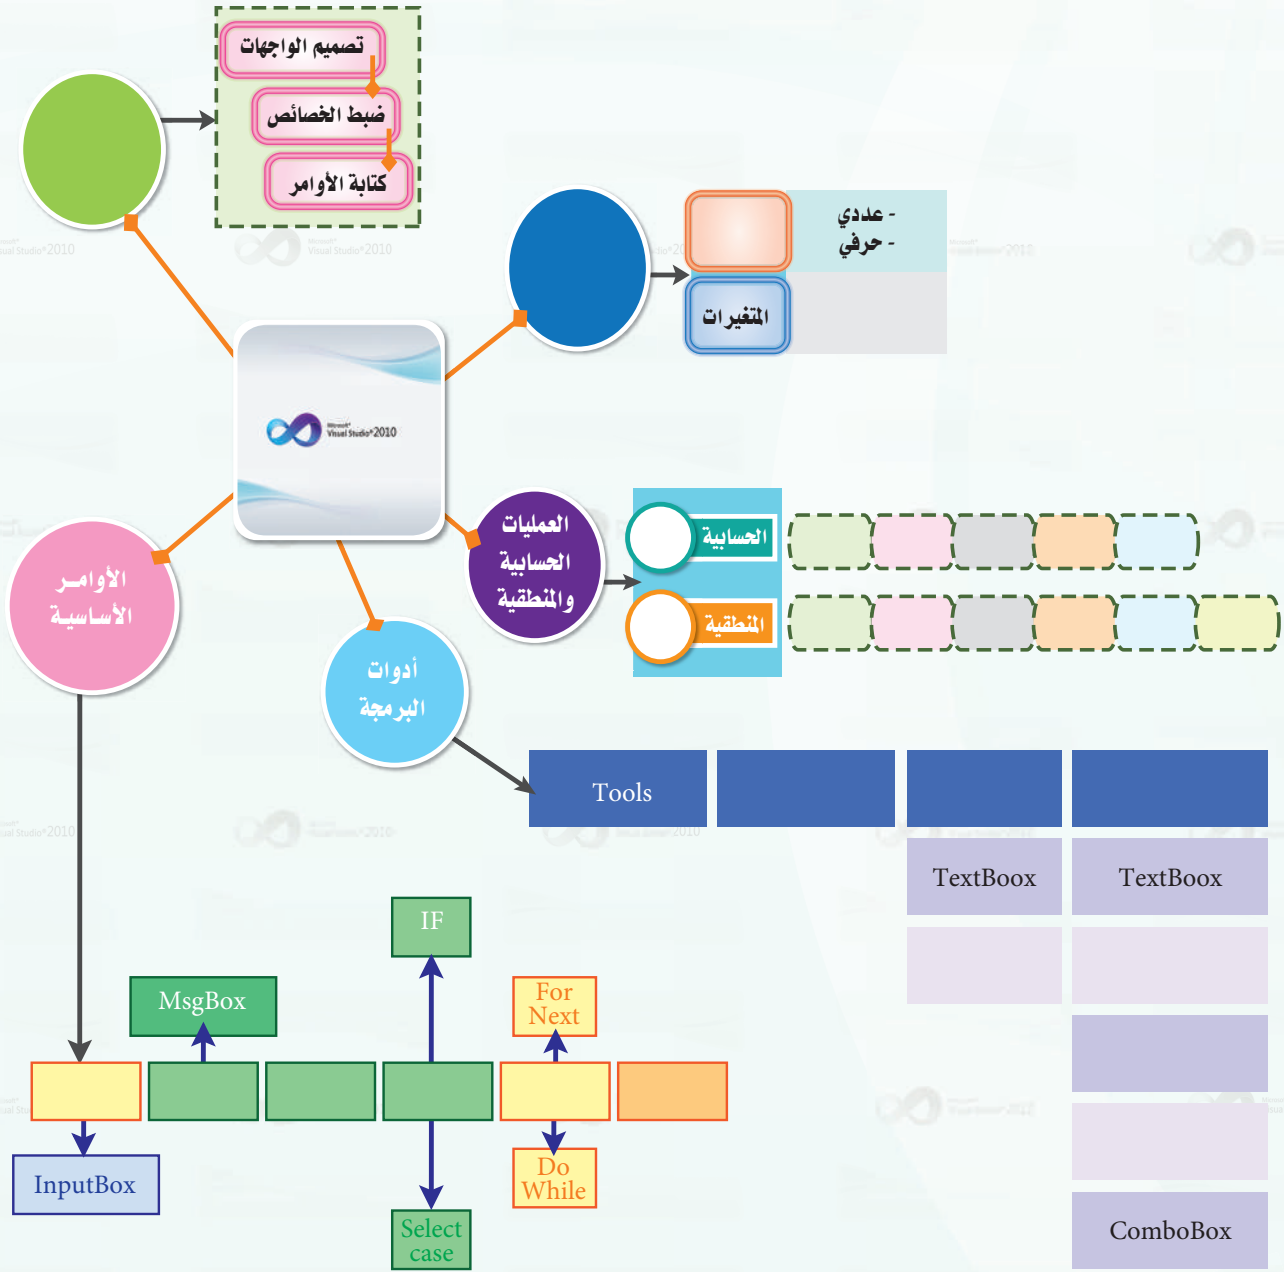 تصميم الواجهات
ضبط الخصائص
كتابة الأوامر
- عددي
- حرفي
المتغيرات
Microsoft®
Visual Studio®2010
العمليات
الحسابية
والمنطقية
الحسابية
المنطقية
الأوامر
الأساسية
أدوات
البرمجة
Tools
TextBoox
TextBoox
ComboBox
IF
MsgBox
For
Next
InputBox
Do
While
Select
case